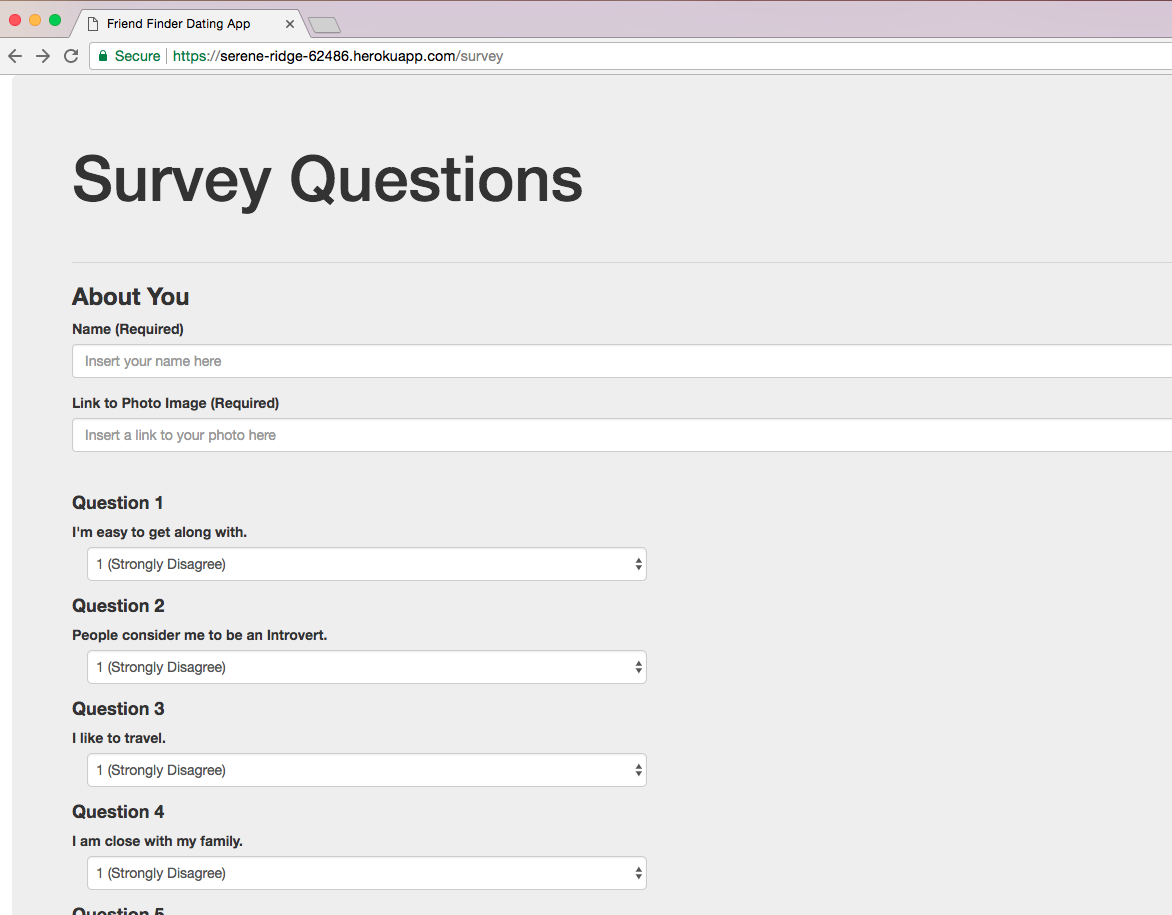 Friend Finder Dating App
Secure https://serene-ridge-62486.herokuapp.com/survey
Survey Questions
About You
Name (Required)
Insert your name here
Link to Photo Image (Required)
Insert a link to your photo here
Question 1
I'm easy to get along with.
1 (Strongly Disagree)
Question 2
People consider me to be an Introvert.
1 (Strongly Disagree)
Question 3
I like to travel.
1 (Strongly Disagree)
Question 4
I am close with my family.
1 (Strongly Disagree)
Question 5